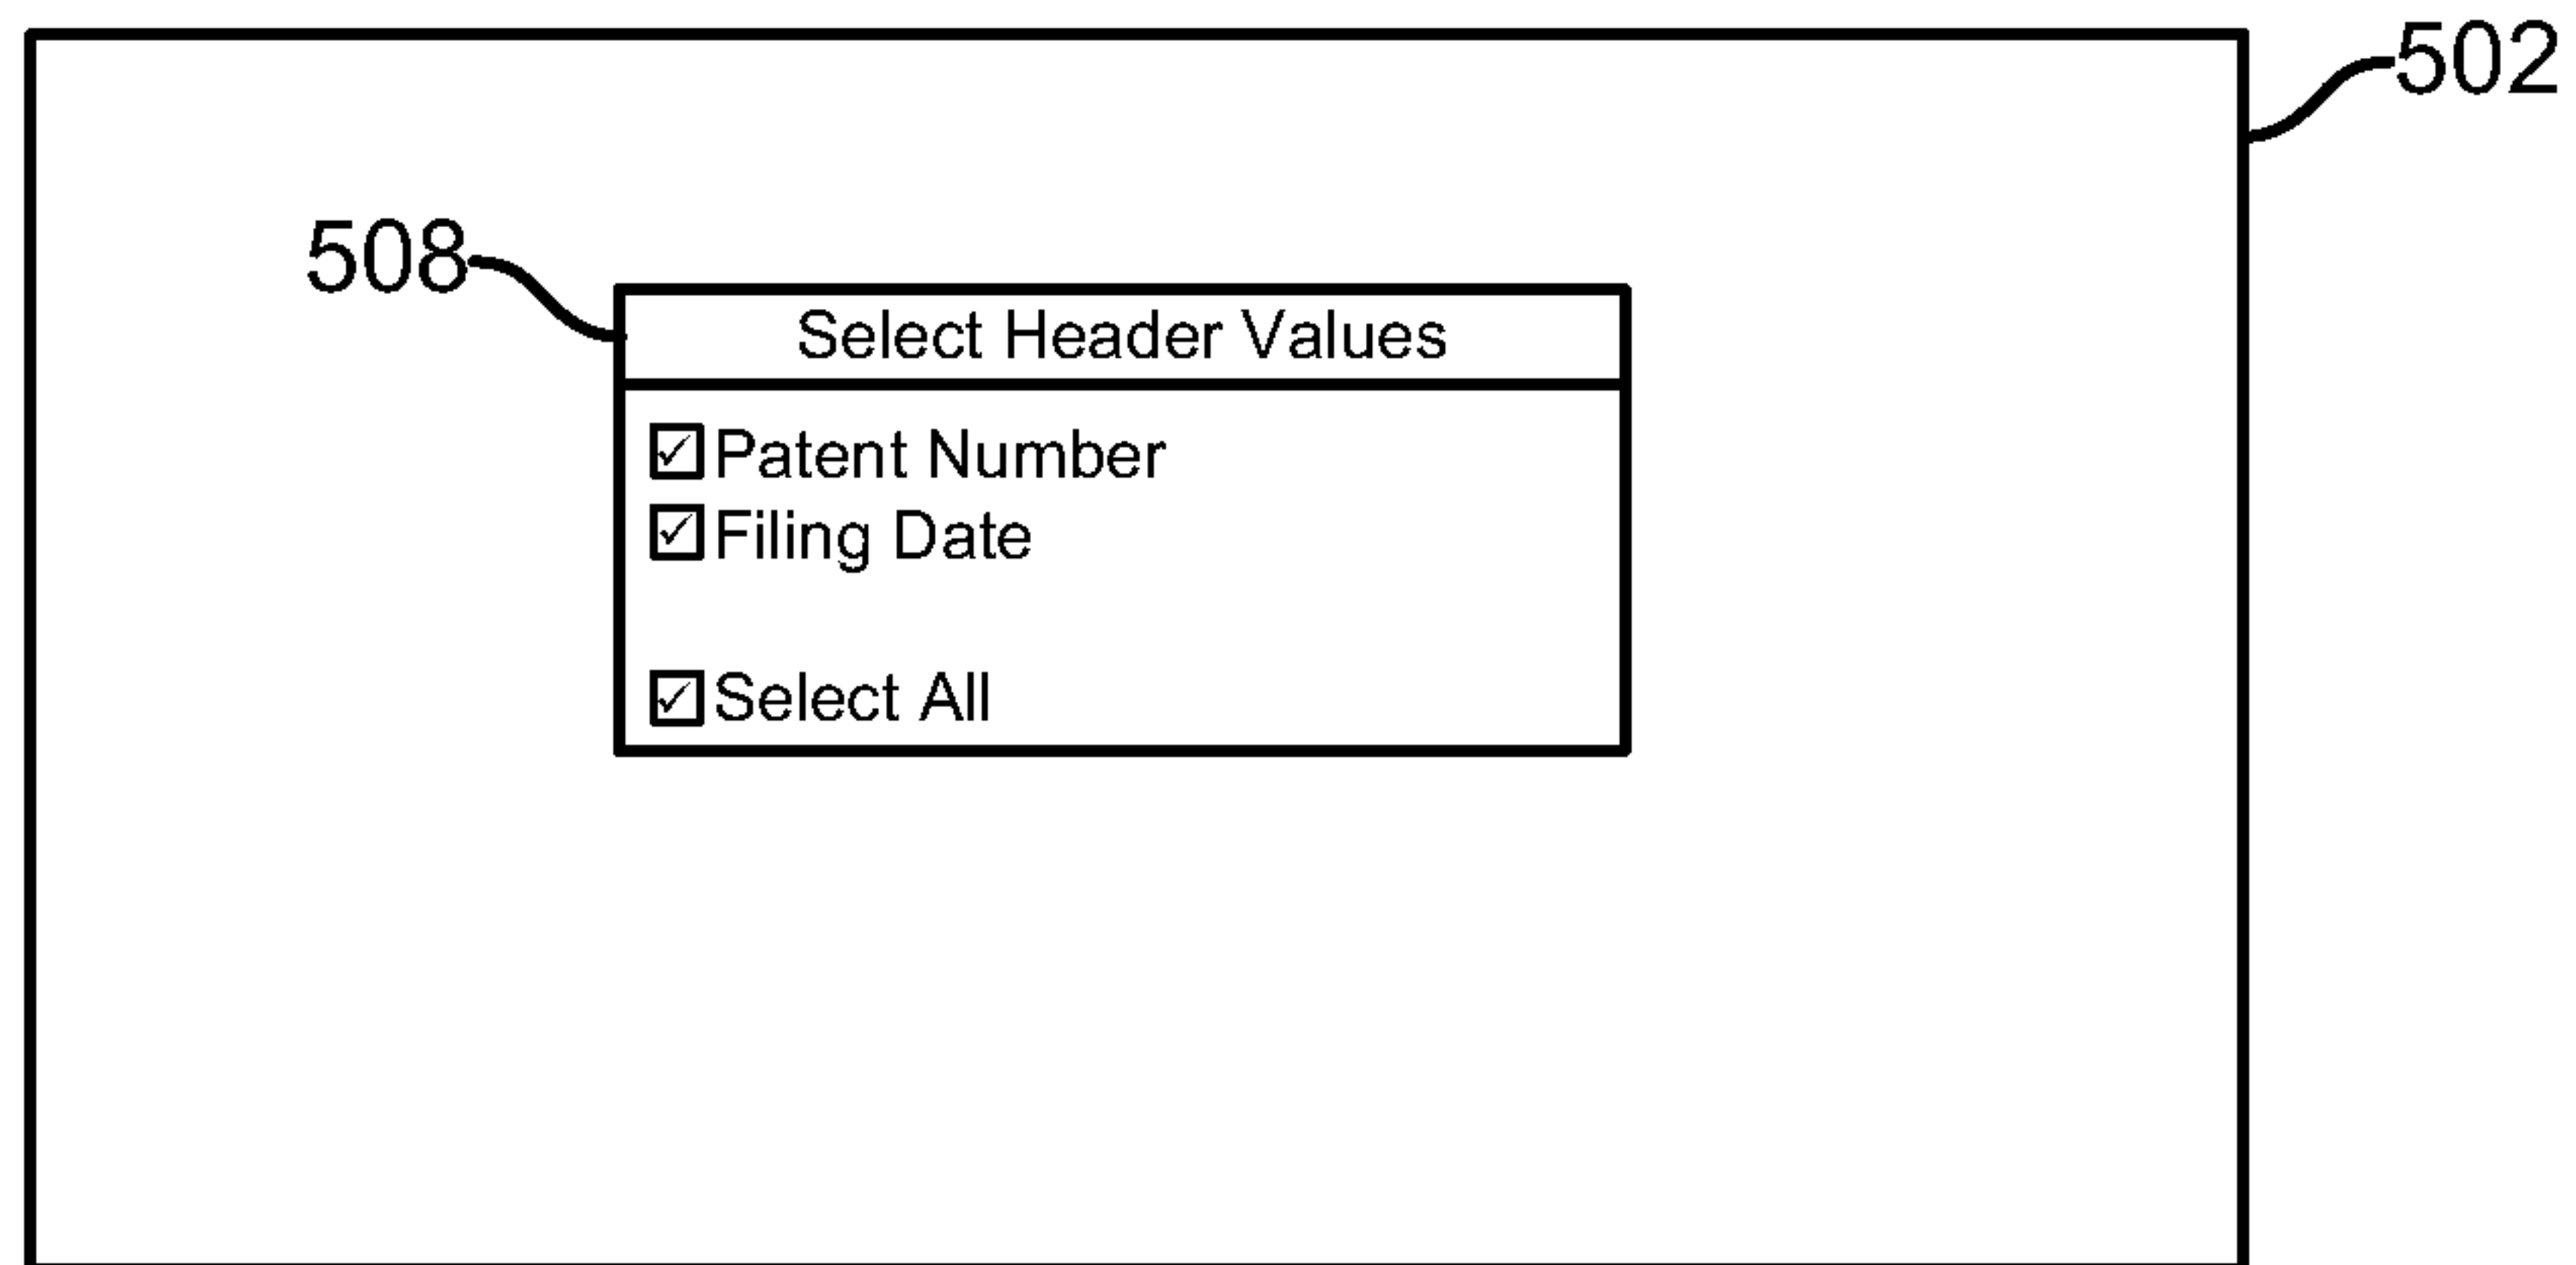 502
508
Select Header Values
Patent Number
Filing Date
Select All